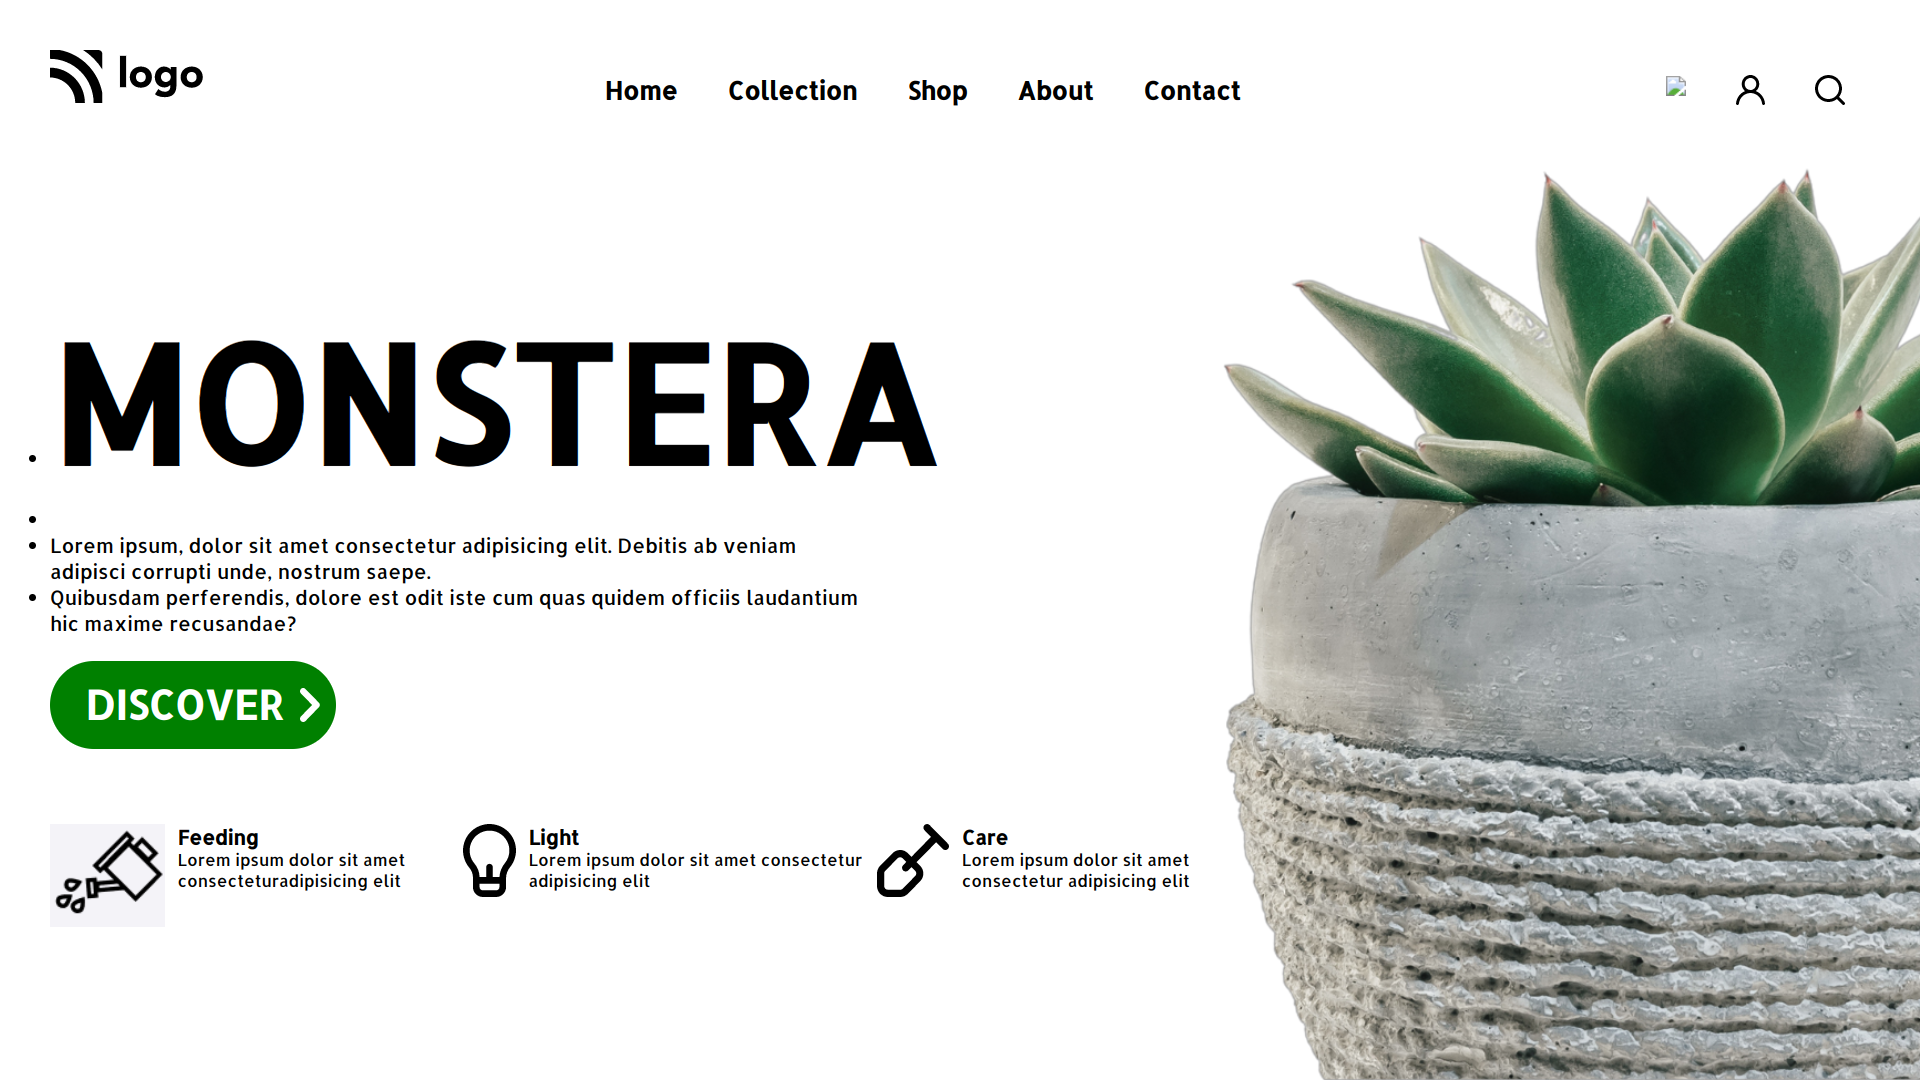 logo
Home Collection Shop About Contact
MONSTERA
Lorem ipsum, dolor sit amet consectetur adipisicing elit. Debitis ab veniam
adipisci corrupti unde, nostrum saepe.
Quibusdam perferendis, dolore est odit iste cum quas quidem officiis laudantium
hic maxime recusandae?
DISCOVER
Feeding
Lorem ipsum dolor sit amet
consecteturadipisicing elit
Light
Lorem ipsum dolor sit amet consectetur
adipisicing elit
Care
Lorem ipsum dolor sit amet
consectetur adipisicing elit